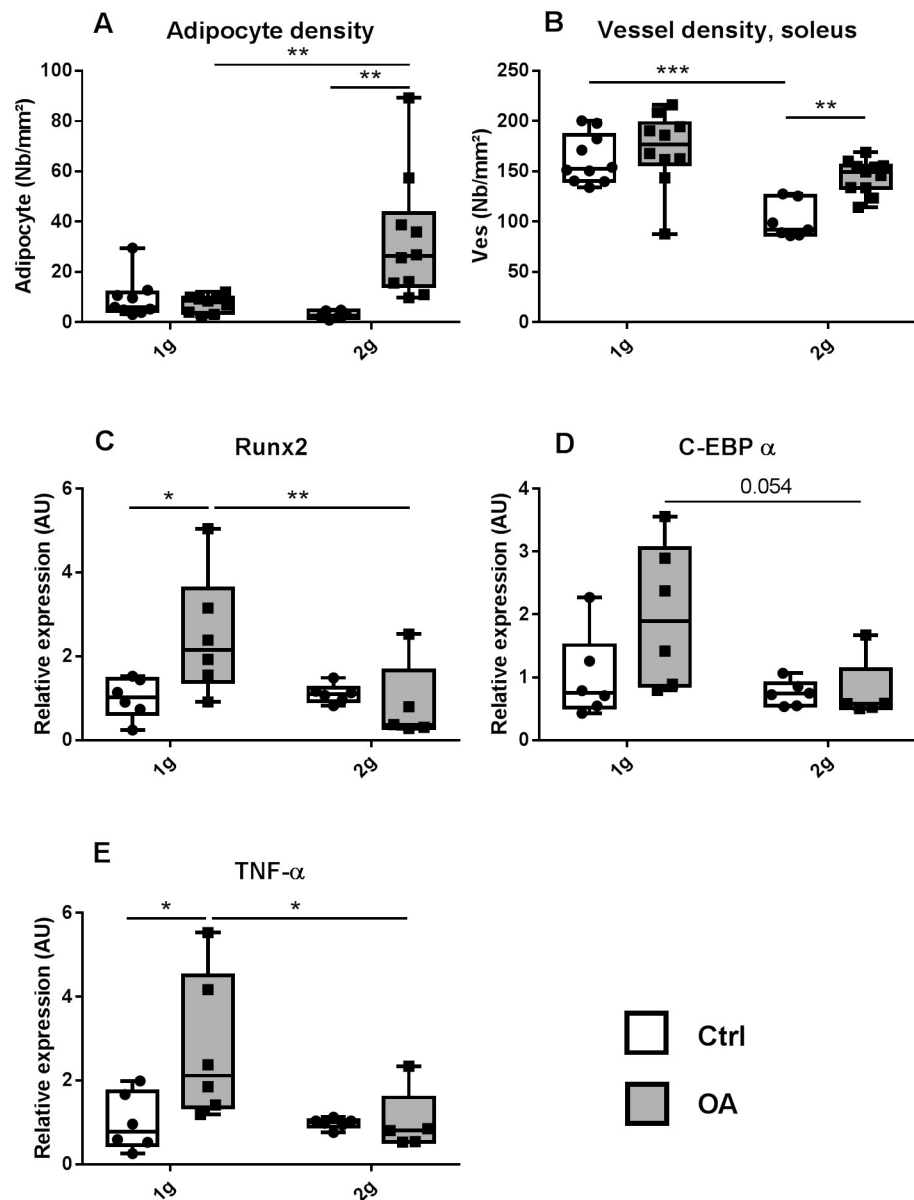 A
Adipocyte density
**
**
100
80
60
40
20
0
Adipocyte (Nb/mm²)
1g
2g
B
Vessel density, soleus
***
**
250
200
150
100
50
0
Ves (Nb/mm²)
1g
2g
C
Runx2
*
**
6
4
2
0
Relative expression (AU)
1g
2g
D
C-EBP α
0.054
4
3
2
1
0
Relative expression (AU)
1g
2g
E
TNF-α
*
*
6
4
2
0
Relative expression (AU)
1g
2g
Ctrl
OA